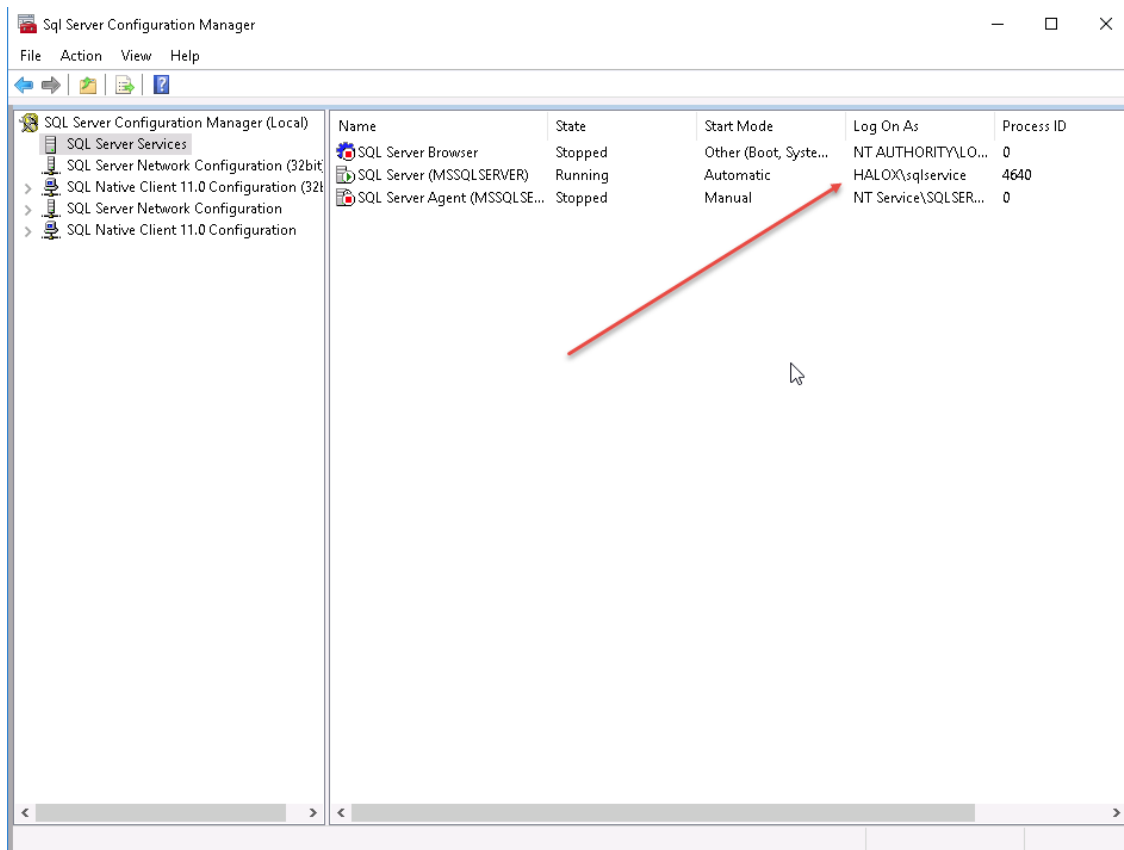 Sql Server Configuration Manager
File Action View Help
SQL Server Configuration Manager (Local)
SQL Server Services
SQL Server Network Configuration (32bit
SQL Native Client 11.0 Configuration (32b
SQL Server Network Configuration
SQL Native Client 11.0 Configuration
Name State Start Mode Log On As Process ID
SQL Server Browser Stopped Other (Boot, Syste... NT AUTHORITY\LO... 0
SQL Server (MSSQLSERVER) Running Automatic HALOX\sqlservice 4640
SQL Server Agent (MSSQLSE... Stopped Manual NT Service\SQLSER... 0